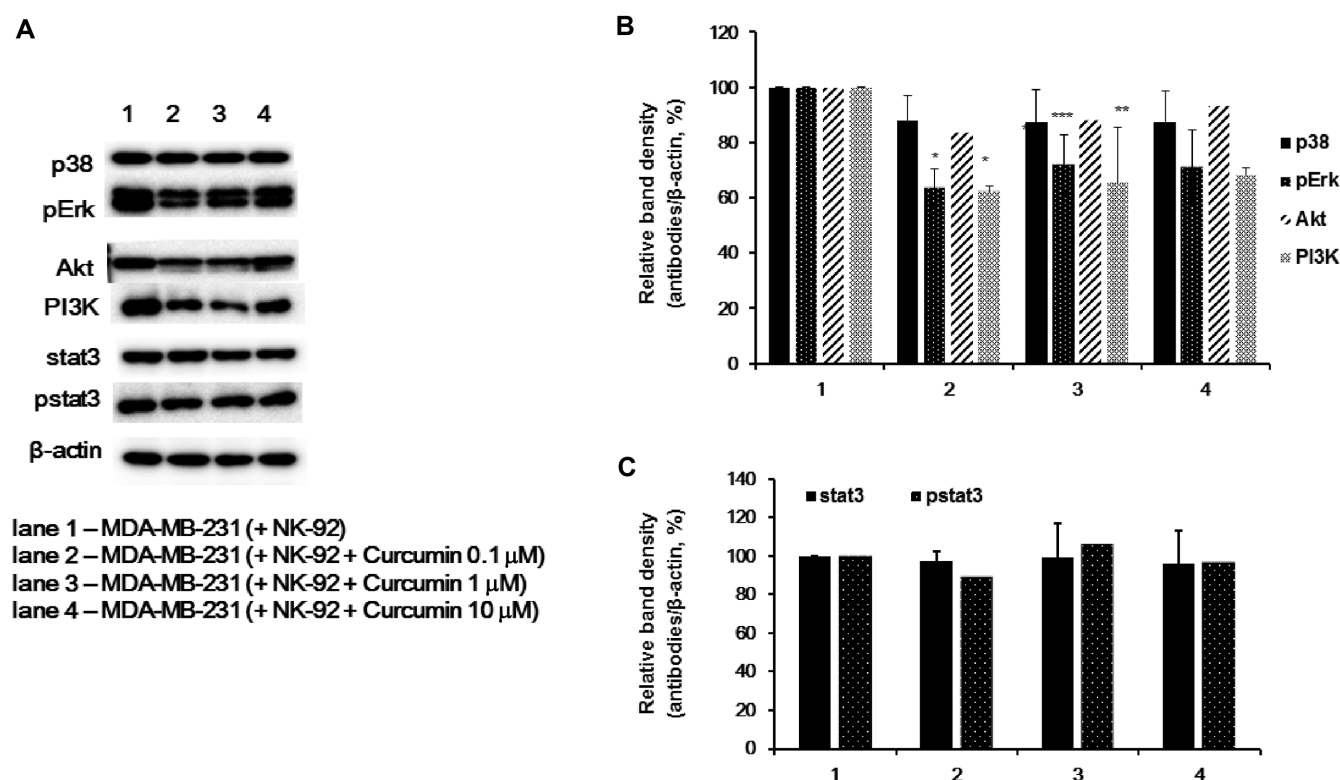 A
1 2 3 4
p38
pErk
Akt
PI3K
stat3
pstat3
β-actin
lane 1 – MDA-MB-231 (+ NK-92)
lane 2 – MDA-MB-231 (+ NK-92 + Curcumin 0.1 μM)
lane 3 – MDA-MB-231 (+ NK-92 + Curcumin 1 μM)
lane 4 – MDA-MB-231 (+ NK-92 + Curcumin 10 μM)
B
Relative band density
(antibodies/β-actin, %)
120
100
80
60
40
20
0
* * * *** **
1 2 3 4
p38
pErk
Akt
PI3K
C
Relative band density
(antibodies/β-actin, %)
140
120
100
80
60
40
20
0
stat3 pstat3
1 2 3 4